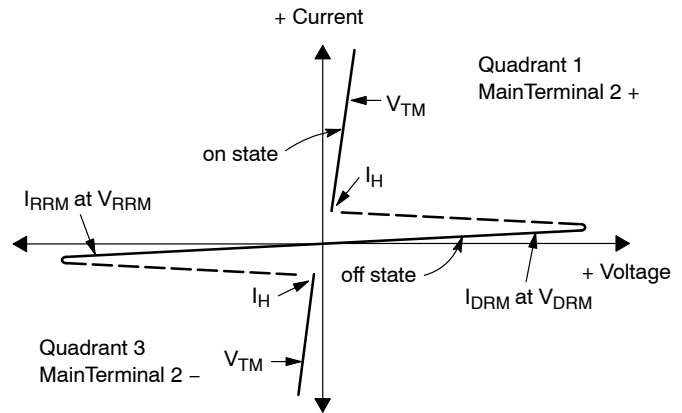 + Current
Quadrant 1
MainTerminal 2 +
VTM
on state
IH
IRRM at VRRM
off state
+ Voltage
IH
IDRM at VDRM
Quadrant 3
MainTerminal 2 −
VTM